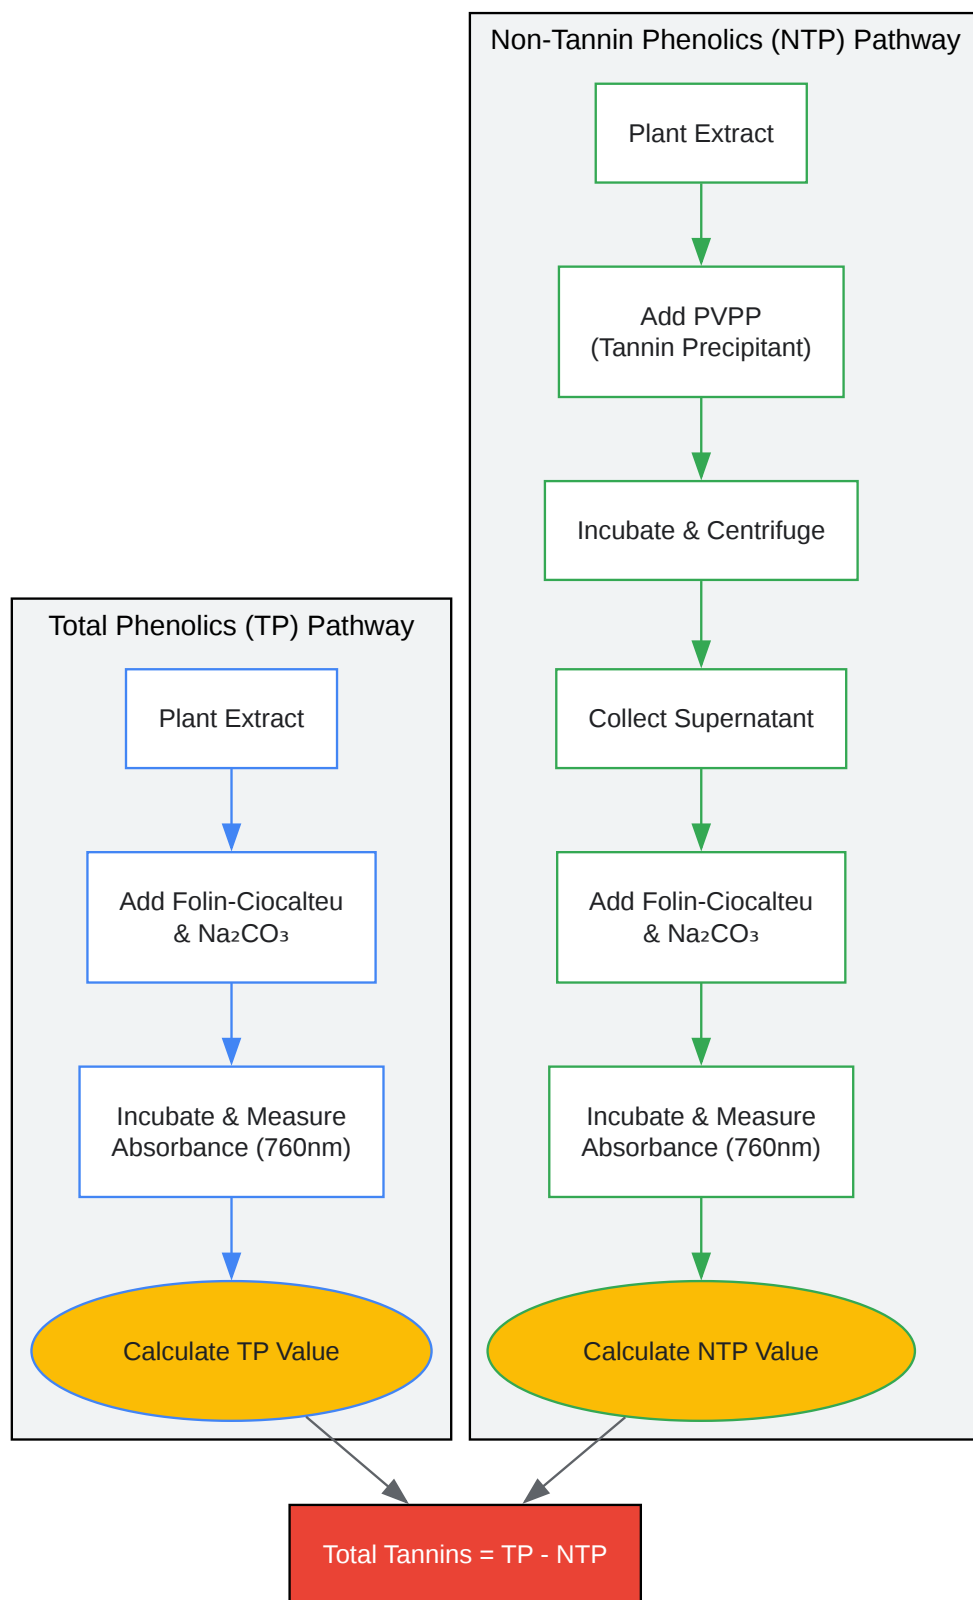 Non-Tannin Phenolics (NTP) Pathway
Plant Extract
Add PVPP
(Tannin Precipitant)
Incubate & Centrifuge
Collect Supernatant
Add Folin-Ciocalteu
& Na₂CO₃
Incubate & Measure
Absorbance (760nm)
Calculate NTP Value
Total Phenolics (TP) Pathway
Plant Extract
Add Folin-Ciocalteu
& Na₂CO₃
Incubate & Measure
Absorbance (760nm)
Calculate TP Value
Total Tannins = TP - NTP